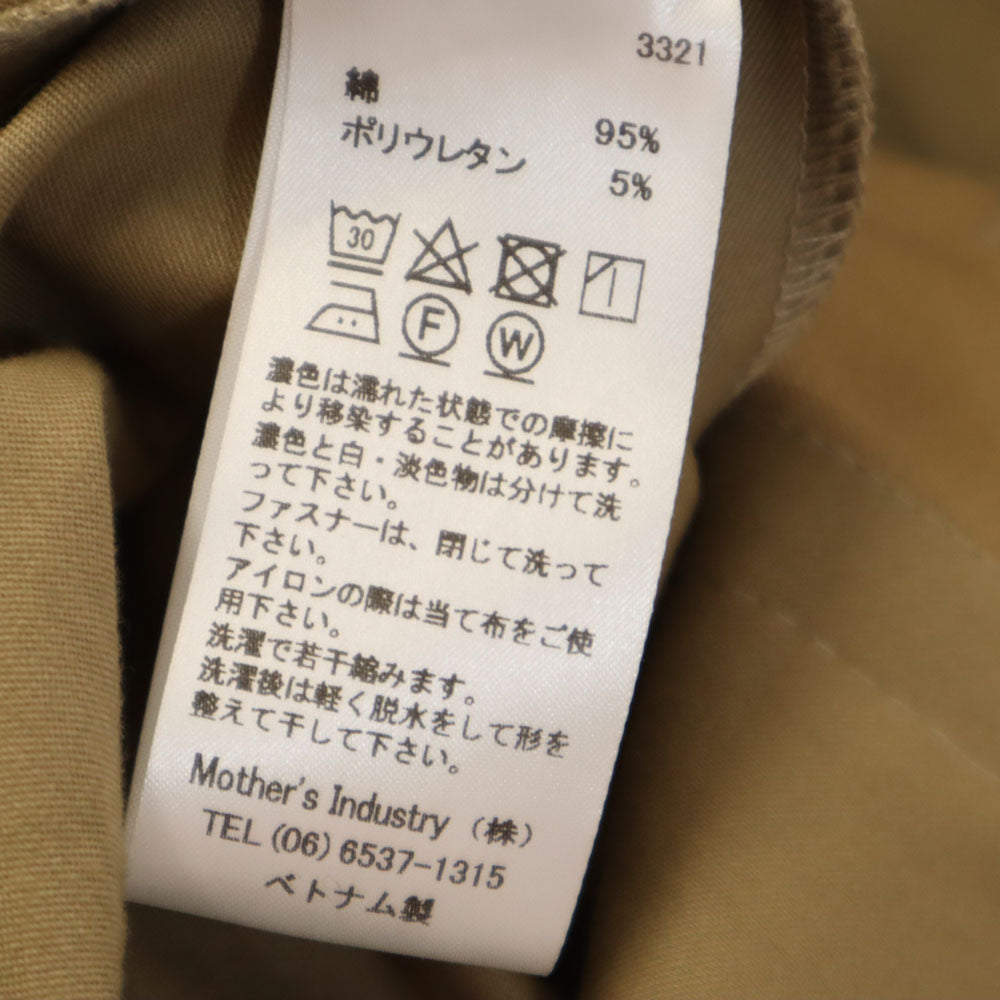 3321
綿 95%
ポリウレタン 5%
30
F W
濃色は濡れた状態での摩擦に
より移染することがあります。
濃色と白・淡色物は分けて洗
って下さい。
ファスナーは、閉じて洗って
下さい。
アイロンの際は当て布をご使
用下さい。
洗濯で若干縮みます。
洗濯後は軽く脱水をして形を
整えて干して下さい。
Mother's Industry (株)
TEL (06) 6537-1315
ベトナム製